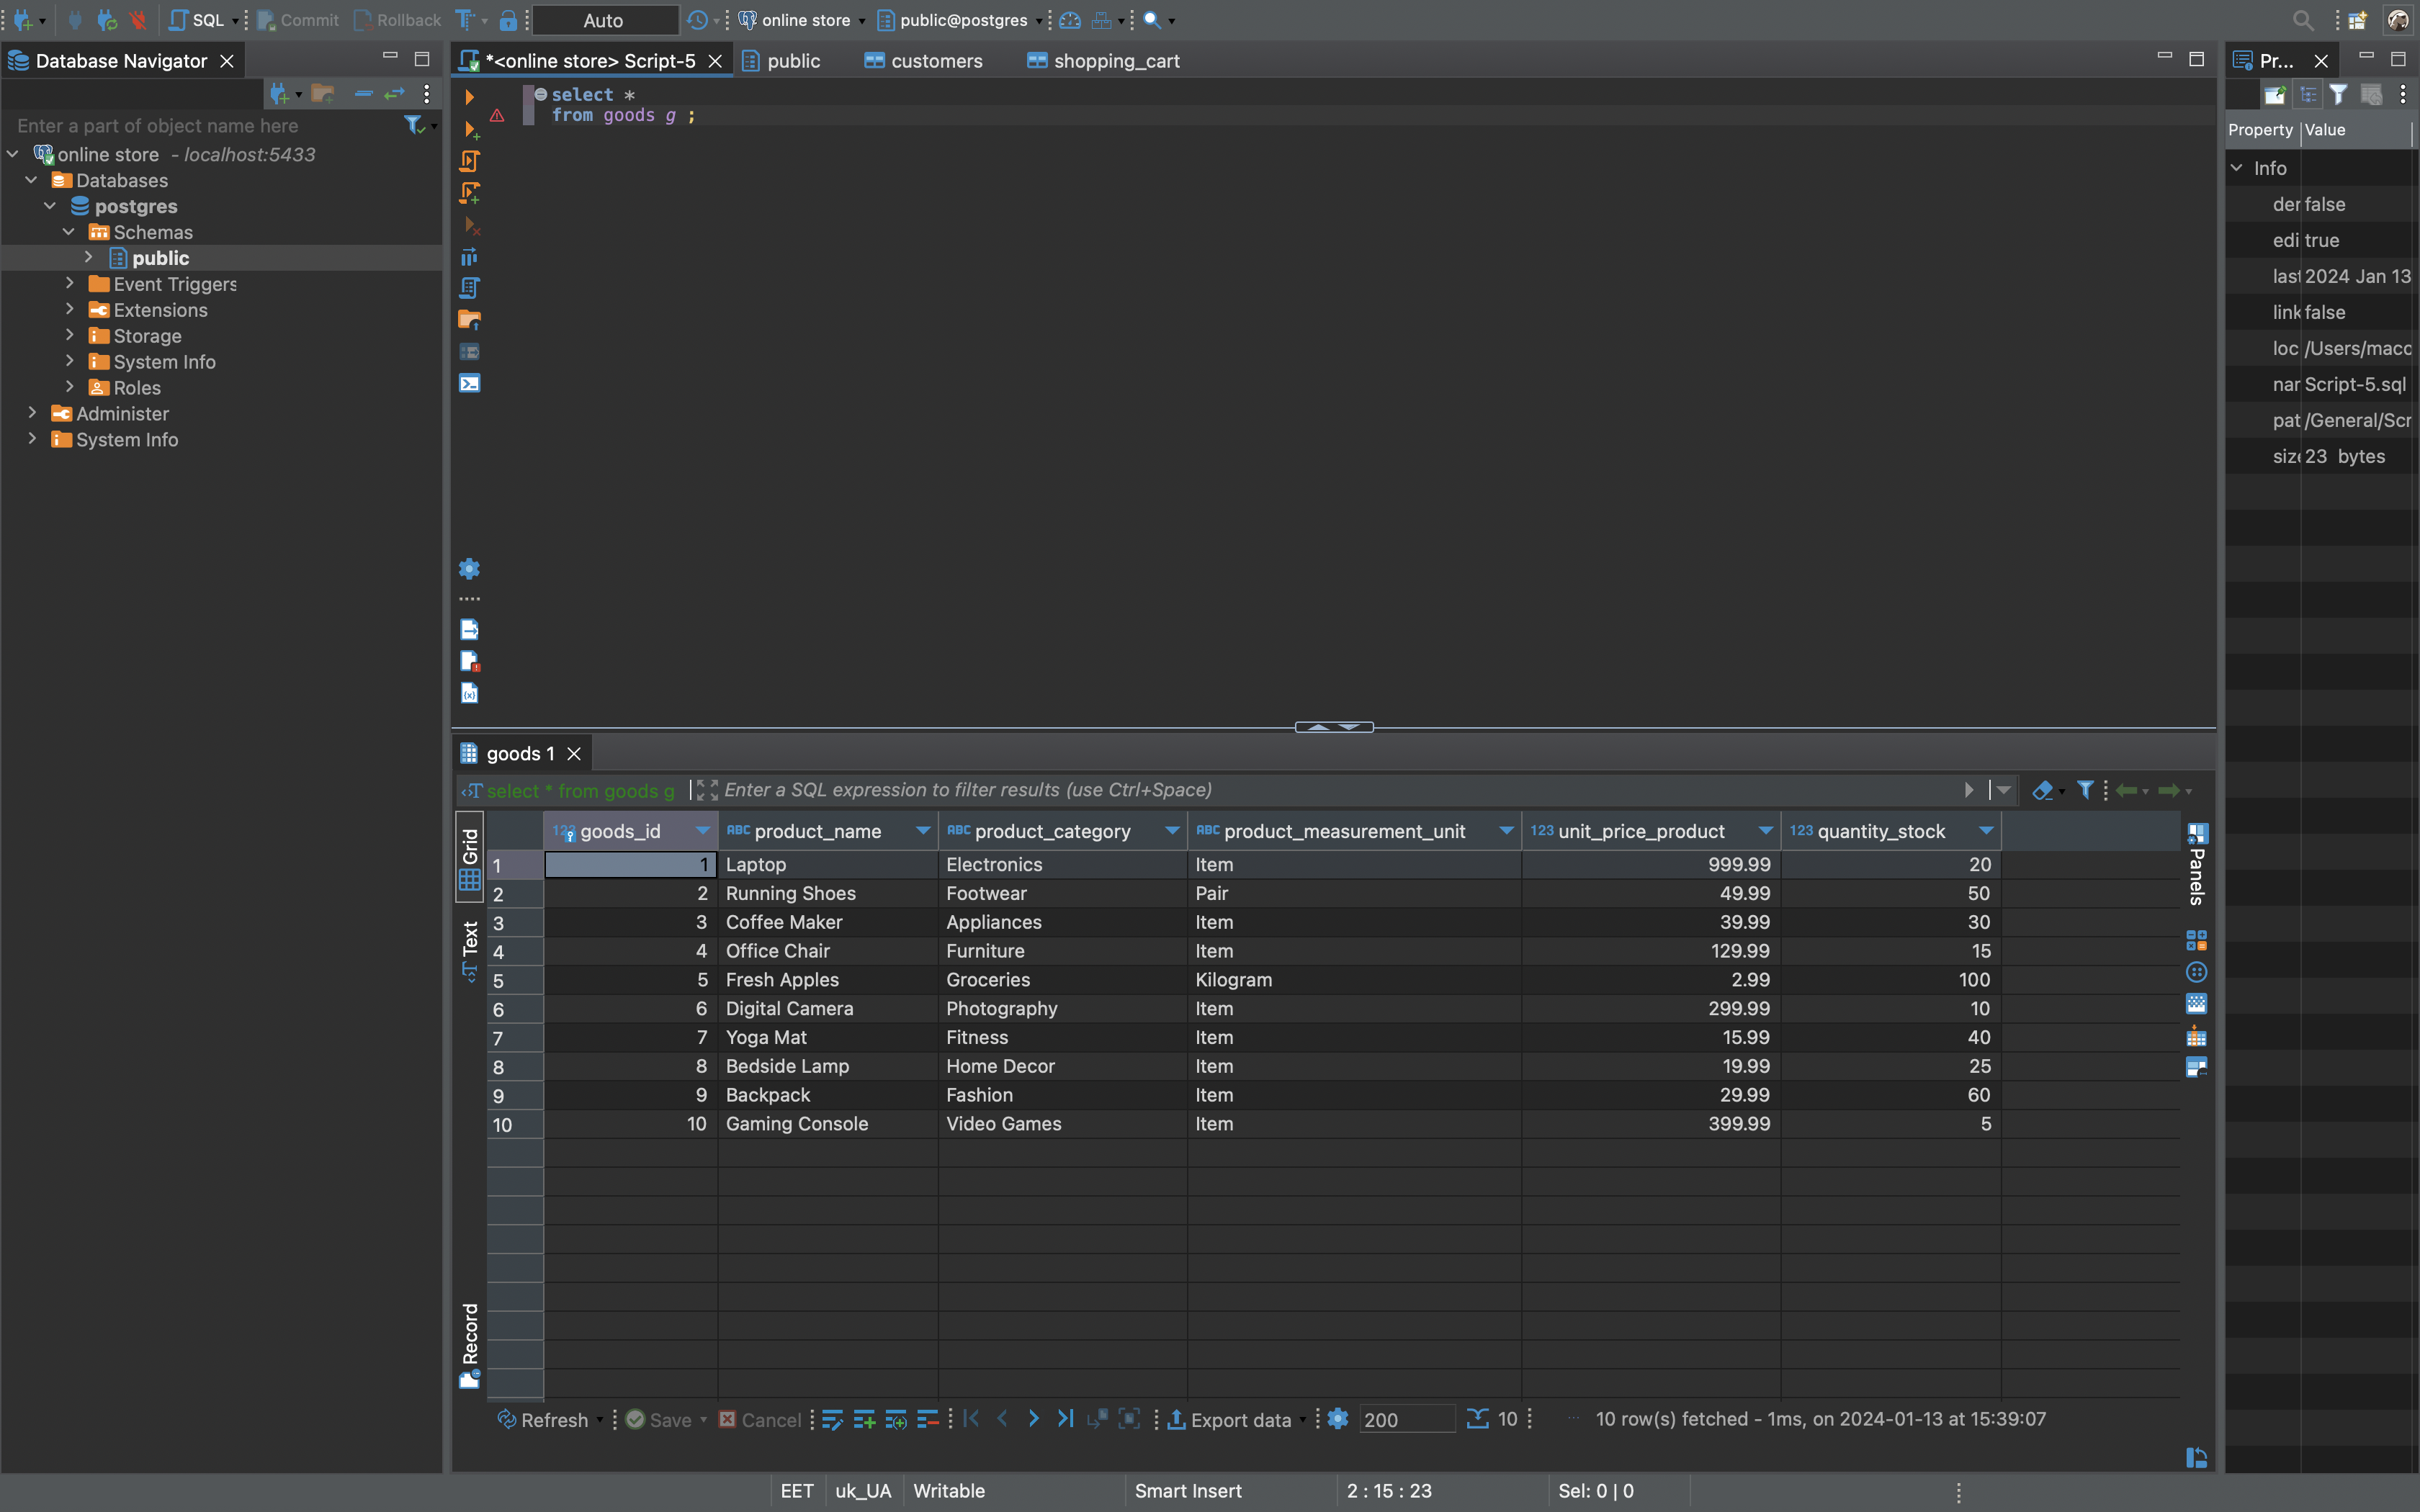 SQL Commit Rollback Auto online store public@postgres
Database Navigator
*<online store> Script-5 public customers shopping_cart
Pr...
Enter a part of object name here
online store - localhost:5433
Databases
postgres
Schemas
public
Event Triggers
Extensions
Storage
System Info
Roles
Administer
System Info
select *
from goods g ;
Property Value
Info
der false
edi true
last 2024 Jan 13
link false
loc /Users/macc
nar Script-5.sql
pat /General/Scr
size 23 bytes
goods 1
select * from goods g Enter a SQL expression to filter results (use Ctrl+Space)
Grid
Text
Record
Panels
123 goods_id ABC product_name ABC product_category ABC product_measurement_unit 123 unit_price_product 123 quantity_stock
1 1 Laptop Electronics Item 999.99 20
2 2 Running Shoes Footwear Pair 49.99 50
3 3 Coffee Maker Appliances Item 39.99 30
4 4 Office Chair Furniture Item 129.99 15
5 5 Fresh Apples Groceries Kilogram 2.99 100
6 6 Digital Camera Photography Item 299.99 10
7 7 Yoga Mat Fitness Item 15.99 40
8 8 Bedside Lamp Home Decor Item 19.99 25
9 9 Backpack Fashion Item 29.99 60
10 10 Gaming Console Video Games Item 399.99 5
Refresh Save Cancel Export data 200 10 10 row(s) fetched - 1ms, on 2024-01-13 at 15:39:07
EET uk_UA Writable Smart Insert 2 : 15 : 23 Sel: 0 | 0